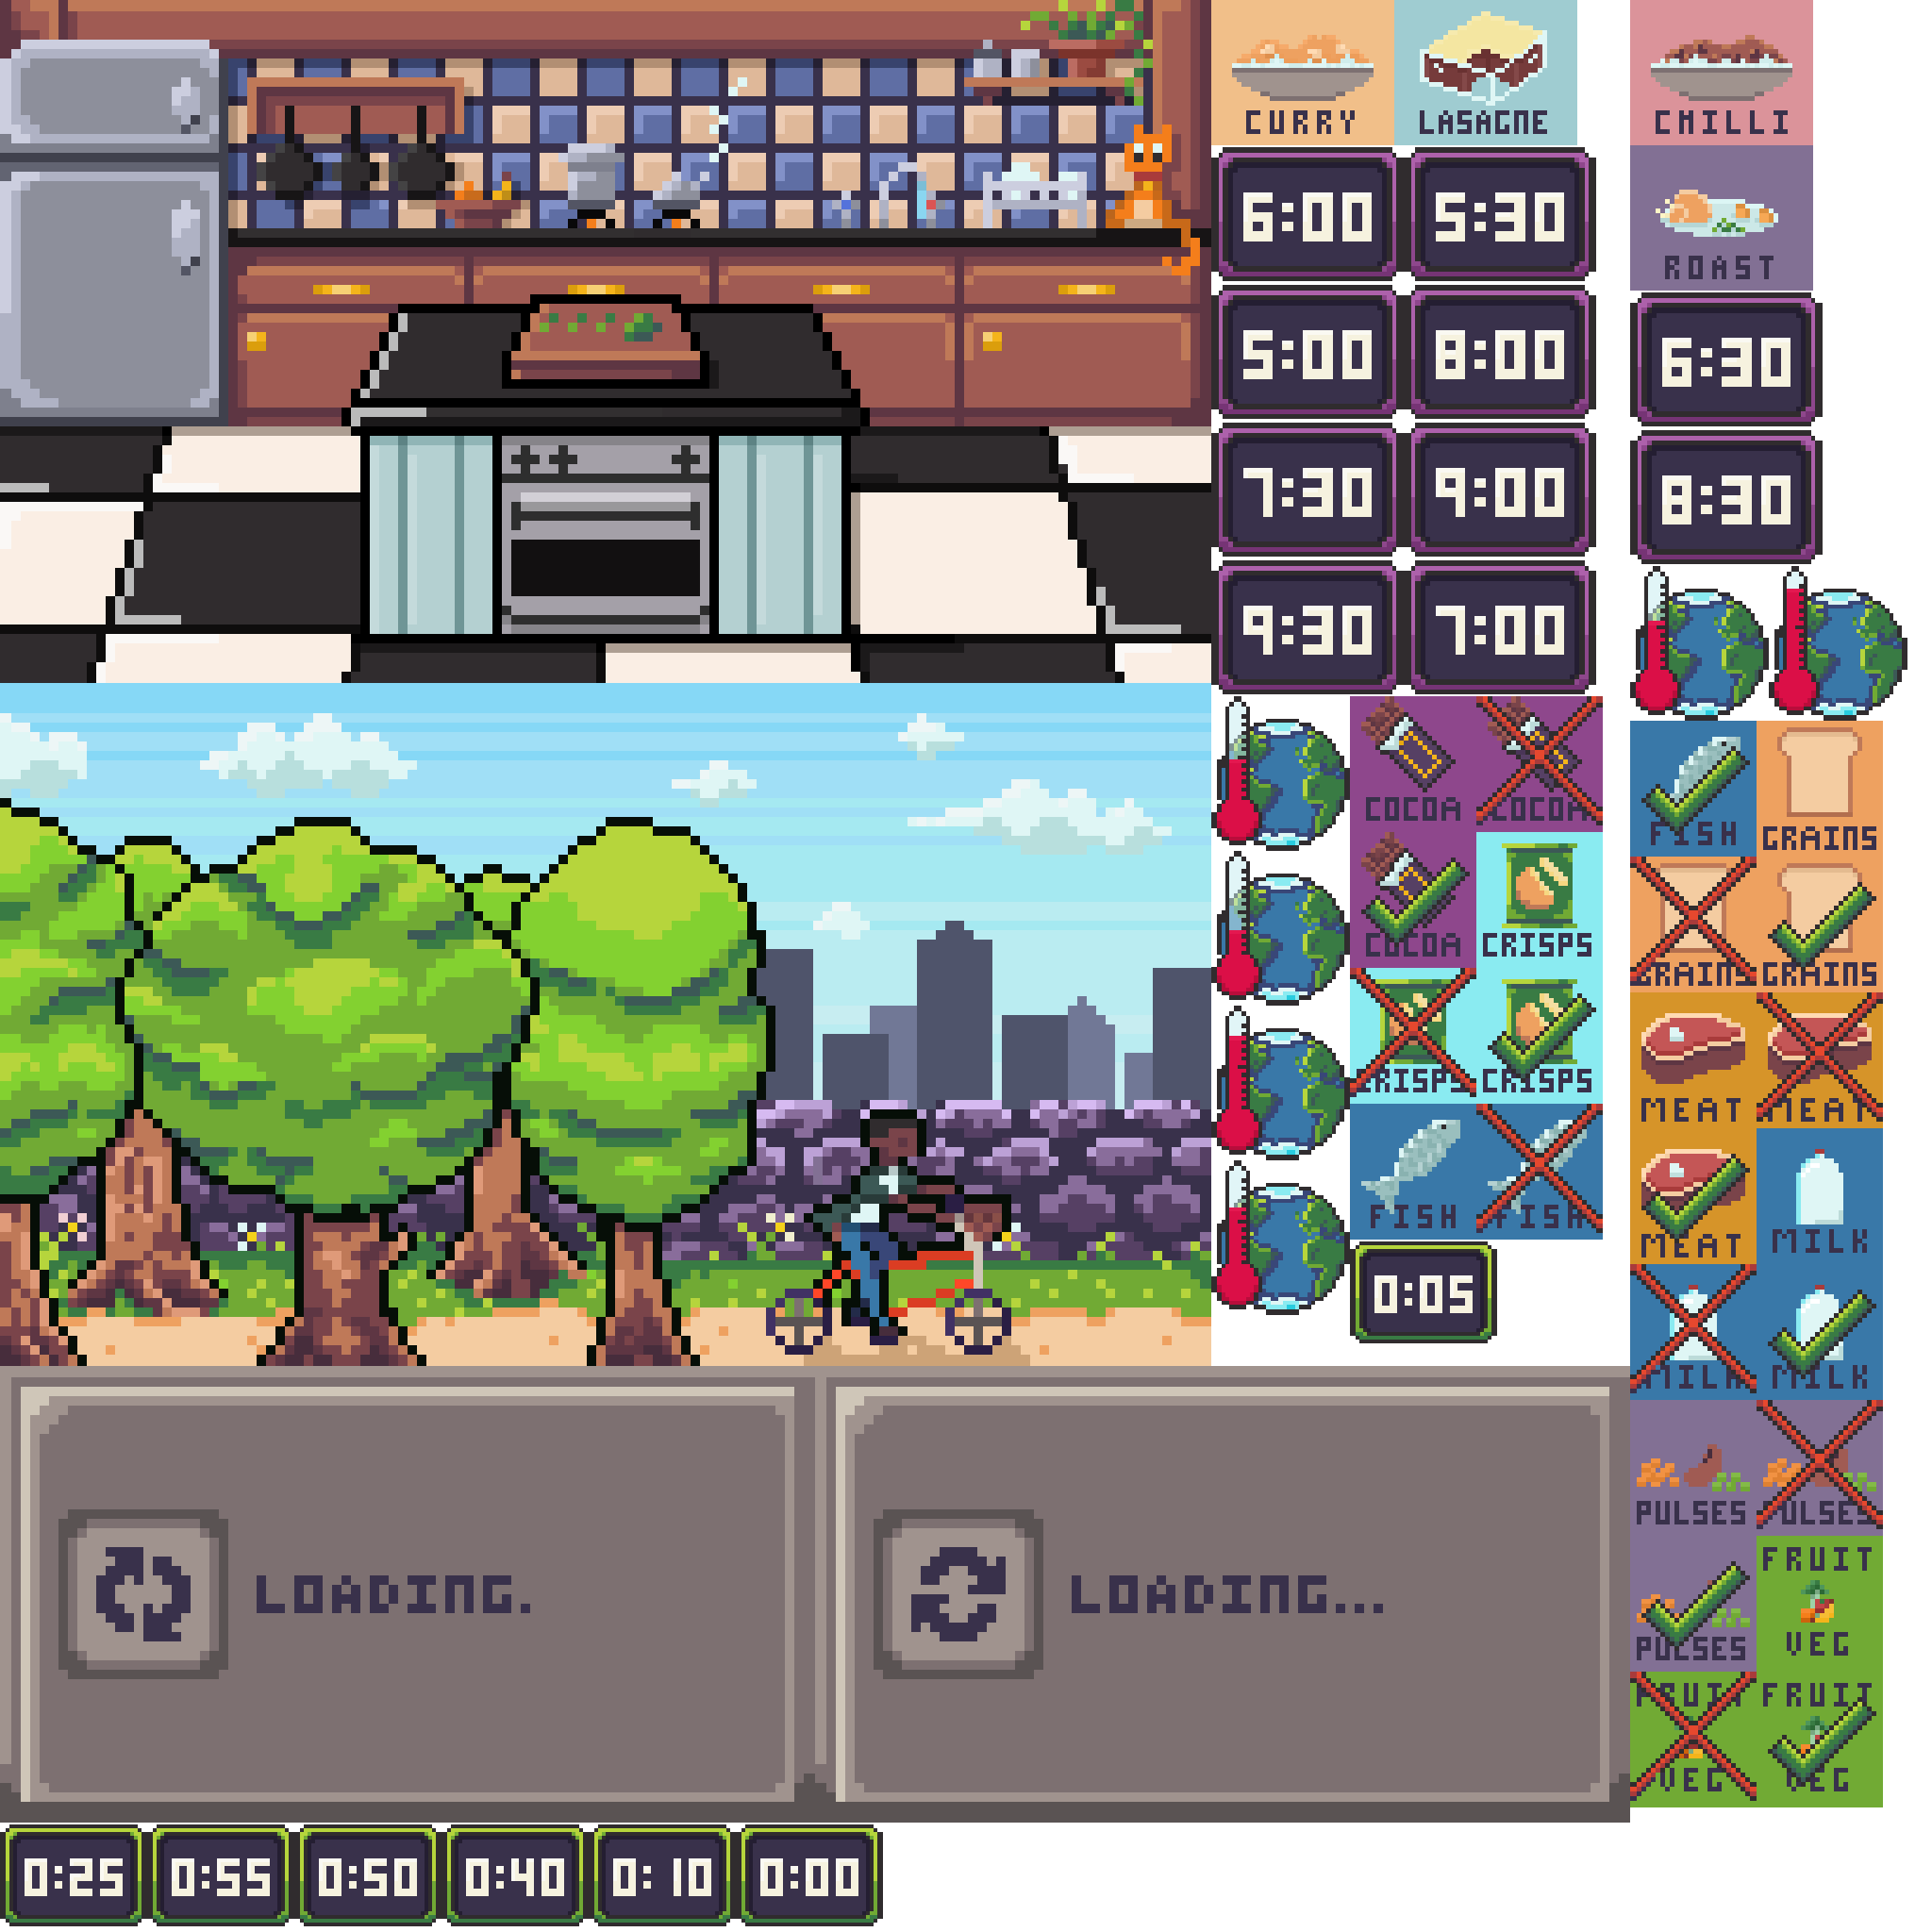 CURRY
LASAGNE
CHILLI
ROAST
6:00
5:30
5:00
8:00
6:30
7:30
9:00
8:30
9:30
7:00
COCOA
COCOA
COCOA
CRISPS
CRISPS
CRISPS
FISH
FISH
0:05
FISH
GRAINS
GRAINS
GRAINS
MEAT
MEAT
MEAT
MILK
MILK
MILK
PULSES
PULSES
PULSES
FRUIT
VEG
FRUIT
VEG
FRUIT
VEG
LOADING.
LOADING...
0:25
0:55
0:50
0:40
0:10
0:00